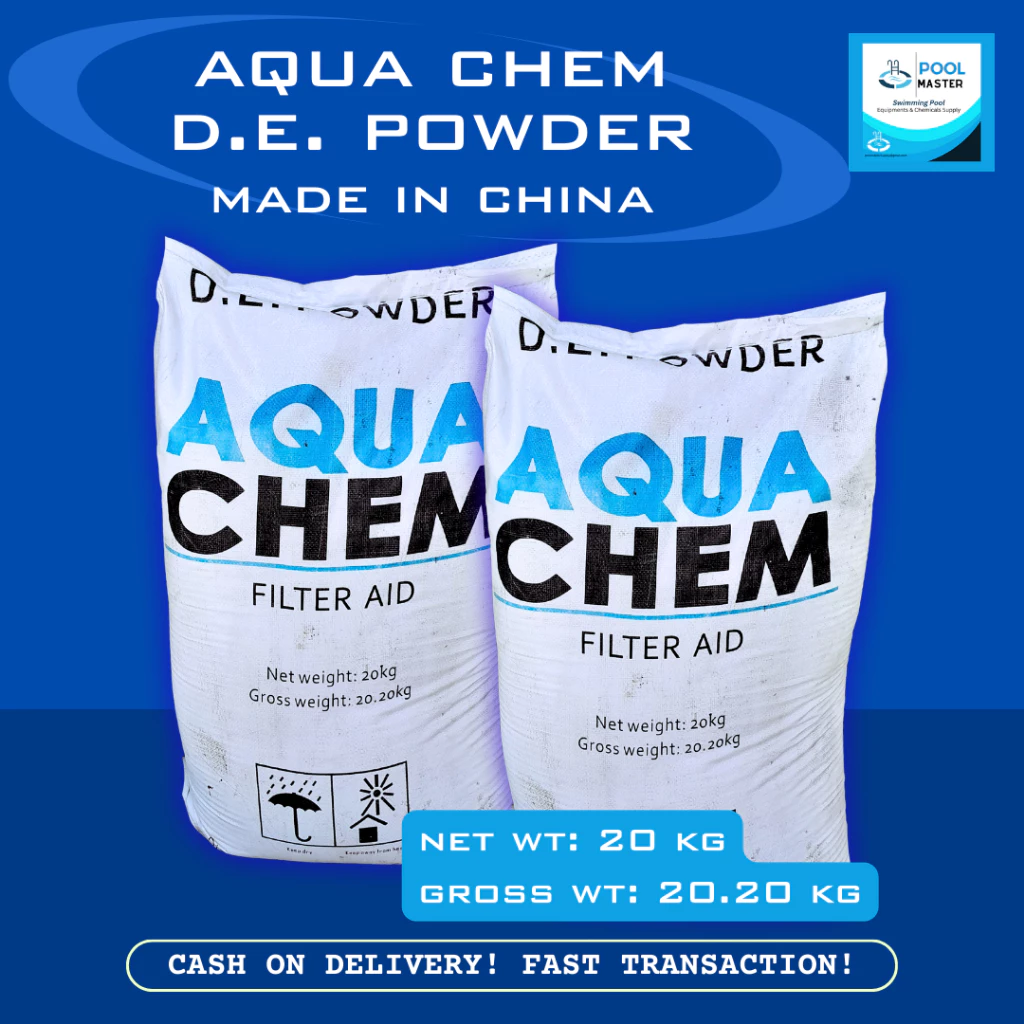 AQUA CHEM
D.E. POWDER
MADE IN CHINA
POOL
MASTER
Swimming Pool
Equipments & Chemicals Supply
D.E. POWDER
AQUA
CHEM
FILTER AID
Net weight: 20kg
Gross weight: 20.20kg
Keep dry
D.E. POWDER
AQUA
CHEM
FILTER AID
Net weight: 20kg
Gross weight: 20.20kg
NET WT: 20 KG
GROSS WT: 20.20 KG
CASH ON DELIVERY! FAST TRANSACTION!